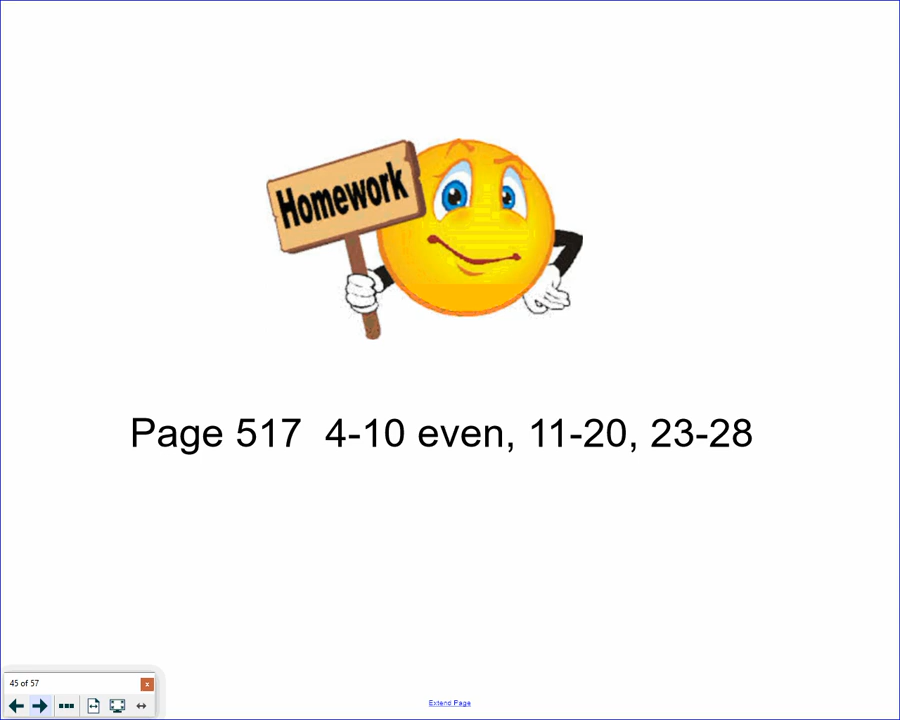 Homework
Page 517  4-10 even, 11-20, 23-28
45 of 57
x
Extend Page